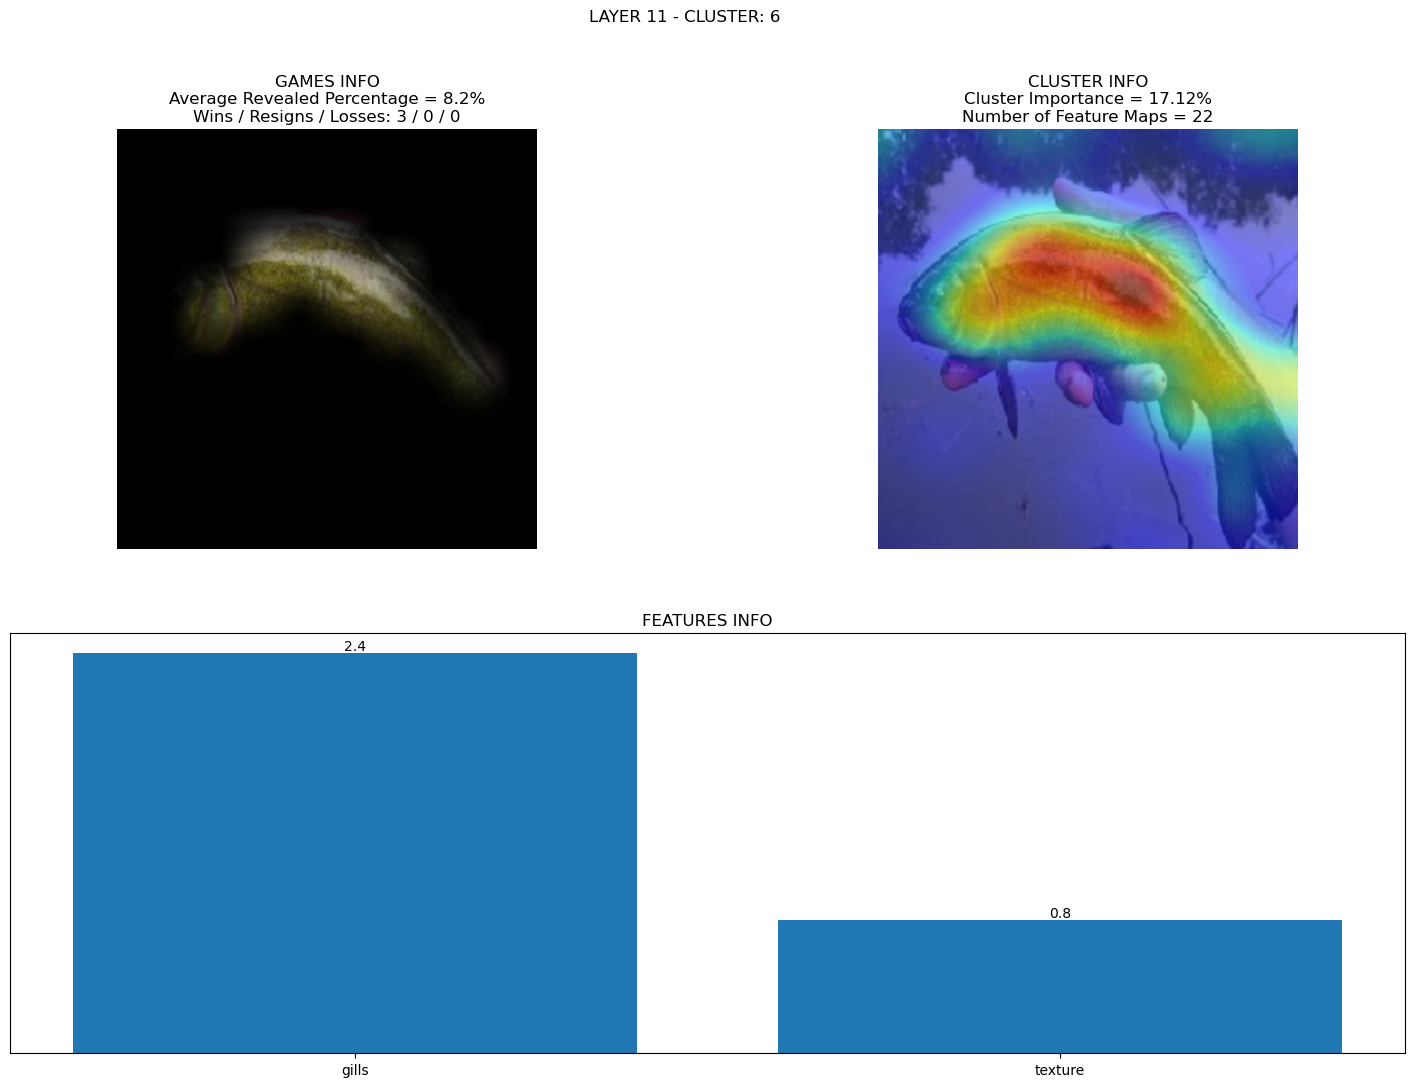 LAYER 11 - CLUSTER: 6
GAMES INFO
Average Revealed Percentage = 8.2%
Wins / Resigns / Losses: 3 / 0 / 0
CLUSTER INFO
Cluster Importance = 17.12%
Number of Feature Maps = 22
FEATURES INFO
2.4
0.8
gills
texture